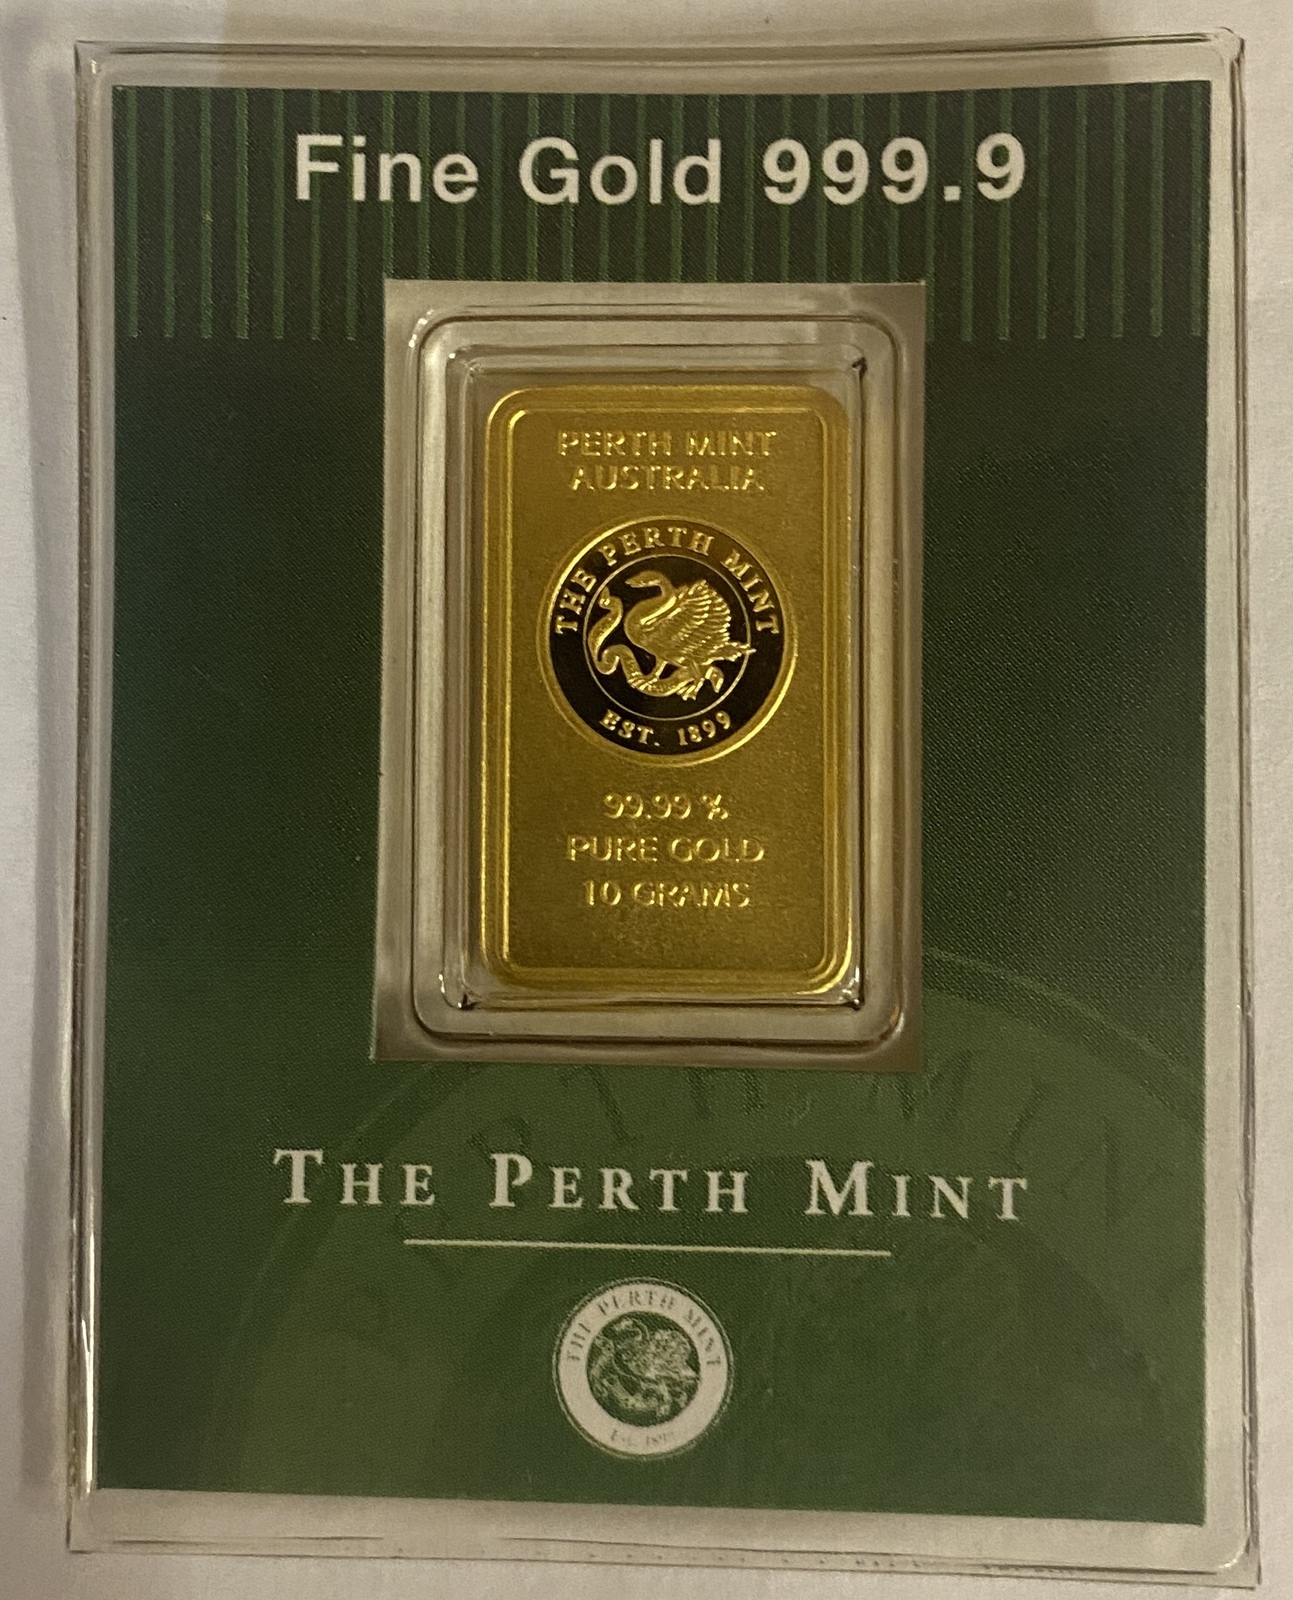 Fine Gold 999.9
PERTH MINT
AUSTRALIA
THE PERTH MINT
EST. 1899
99.99 %
PURE GOLD
10 GRAMS
THE PERTH MINT
THE PERTH MINT